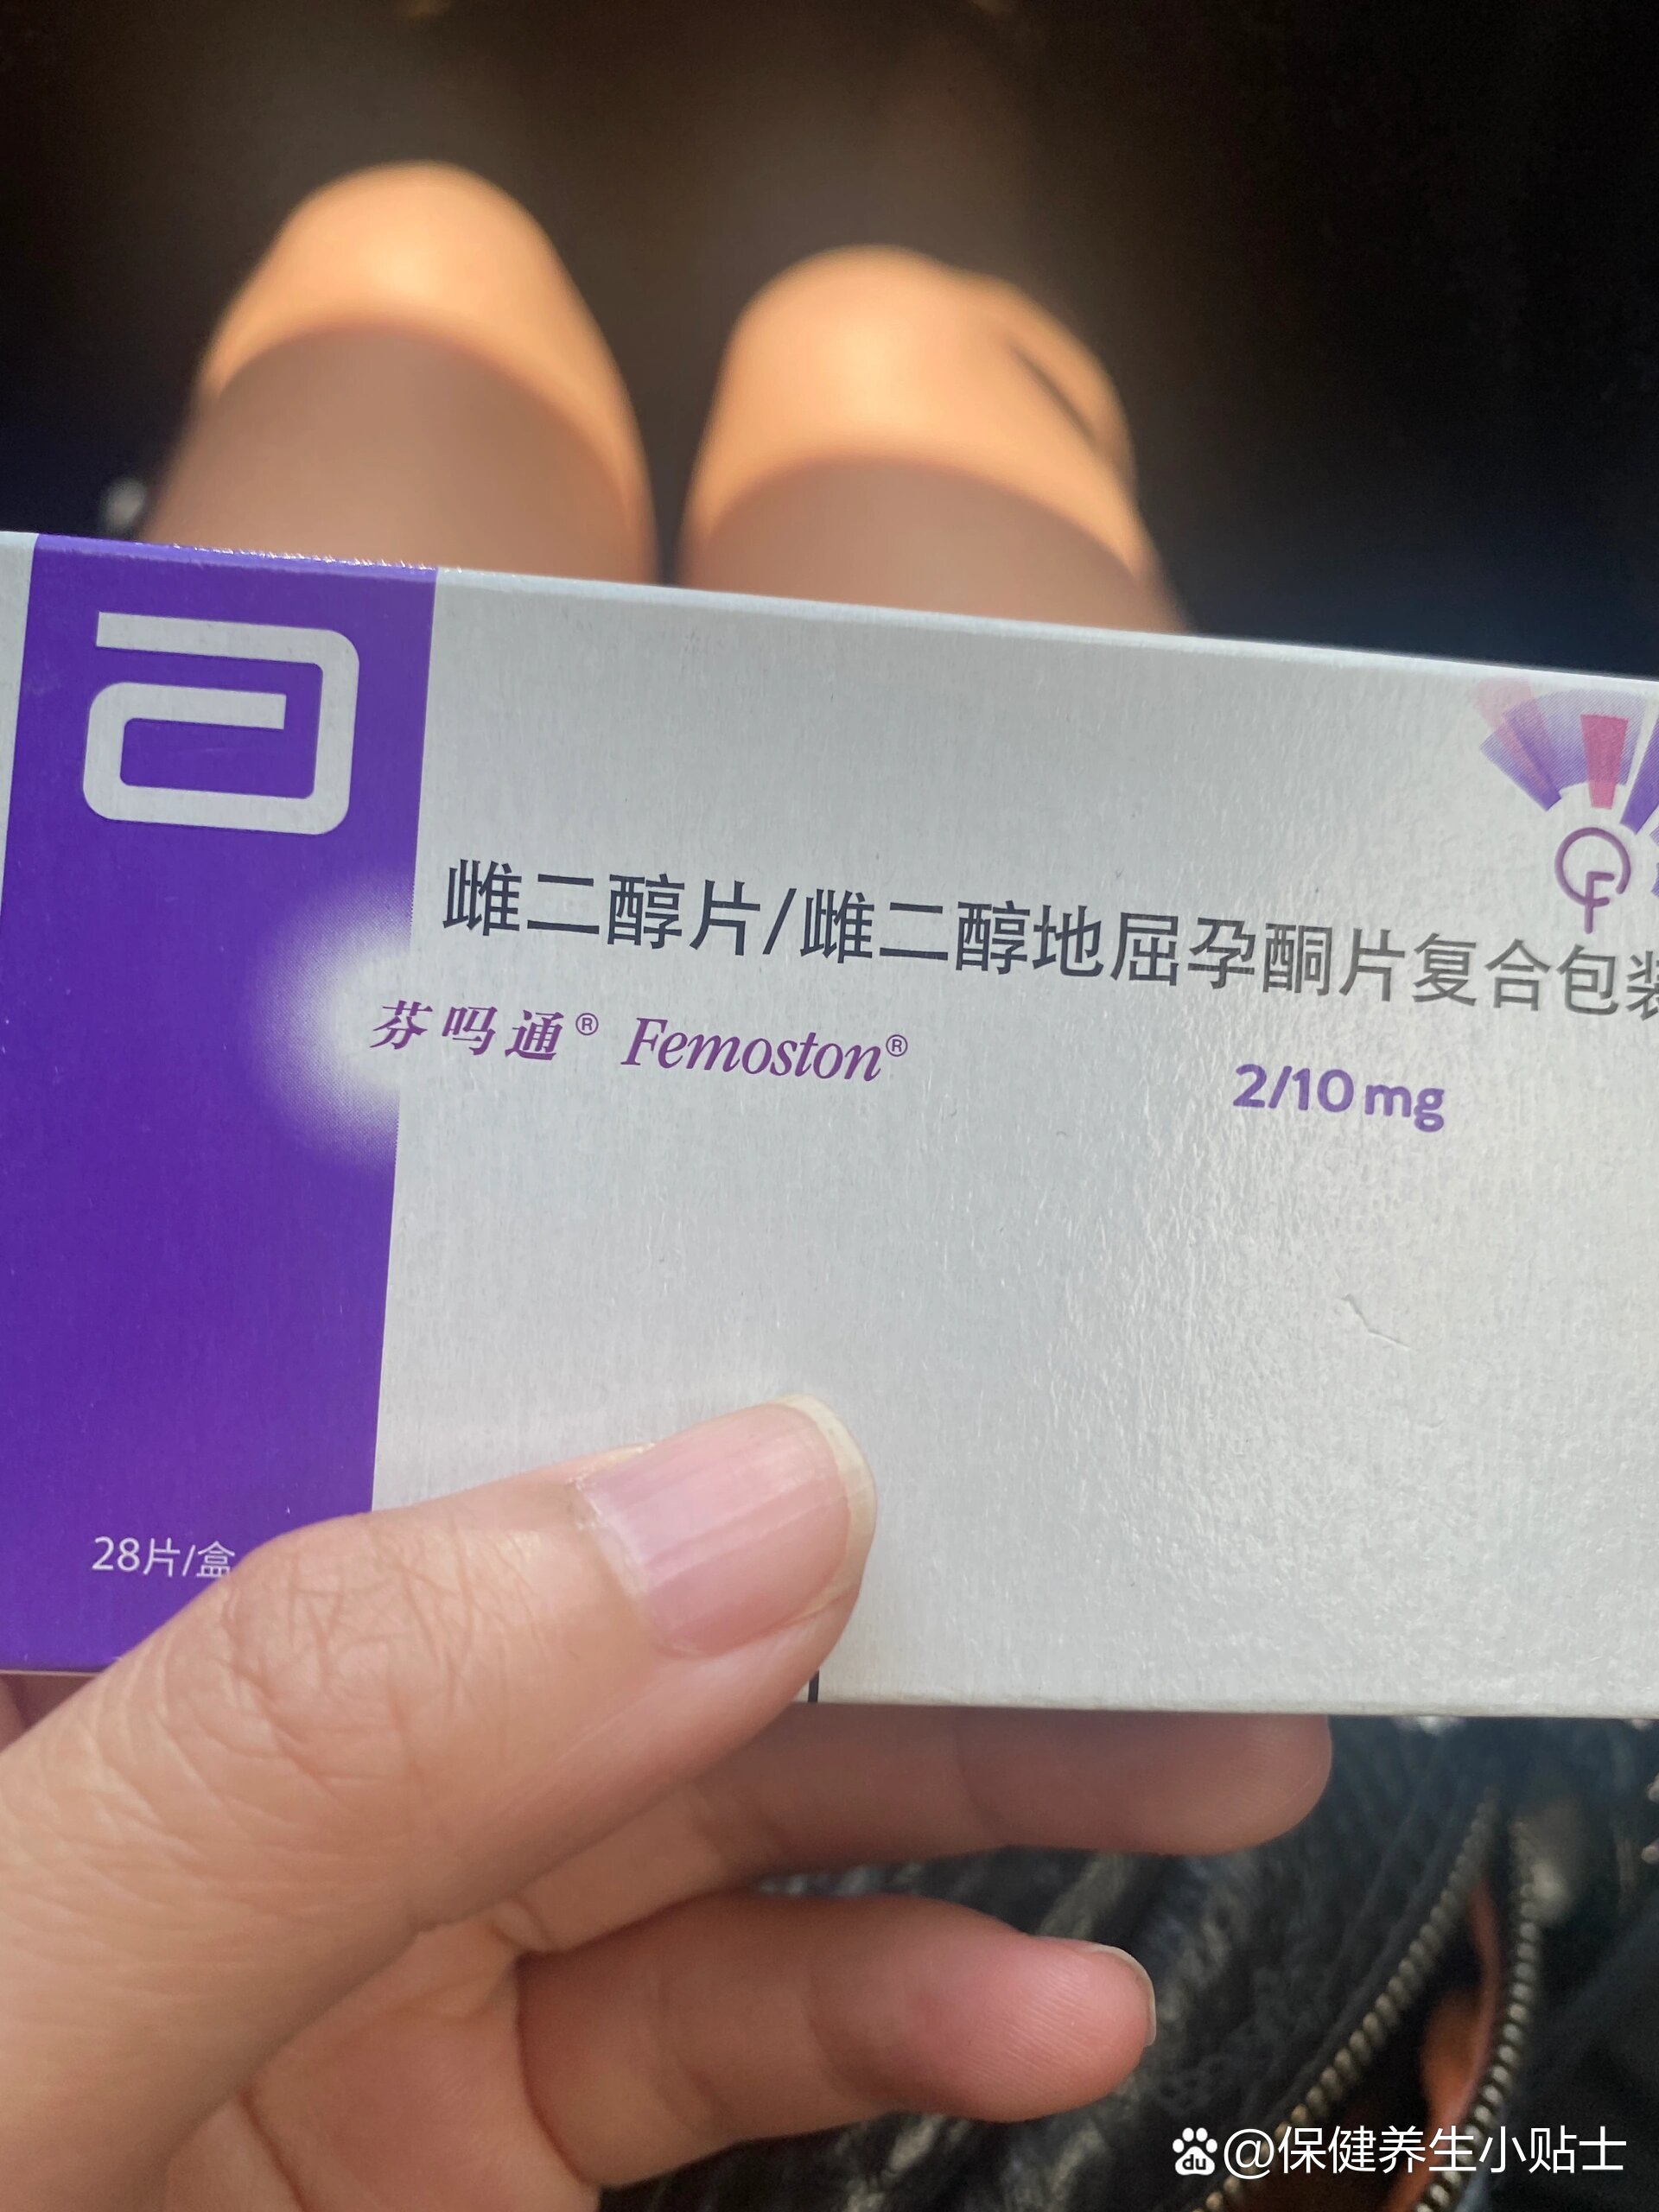 雌二醇片/雌二醇地屈孕酮片复合包装
芬吗通® Femoston®
2/10 mg
28片/盒
du @保健养生小贴士